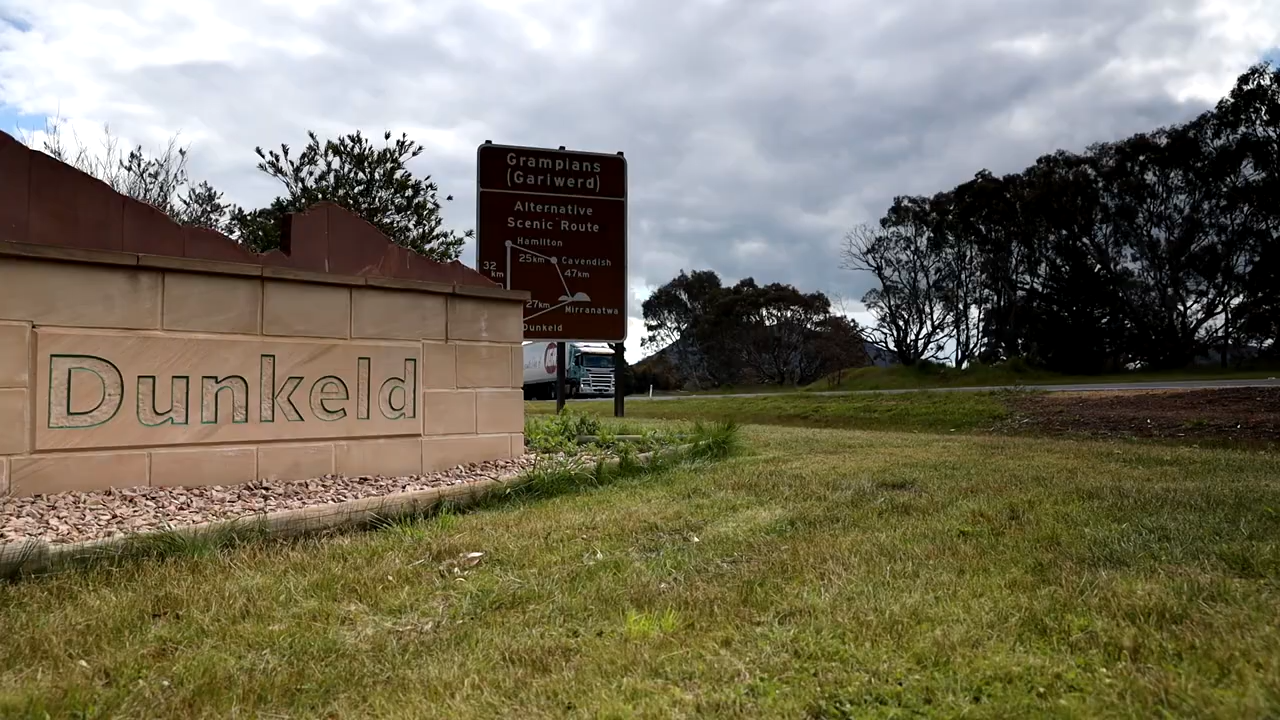 Dunkeld
Grampians
(Gariwerd)
Alternative
Scenic Route
Hamilton
25km
Cavendish
32
km
47km
27km
Mirranatwa
Dunkeld